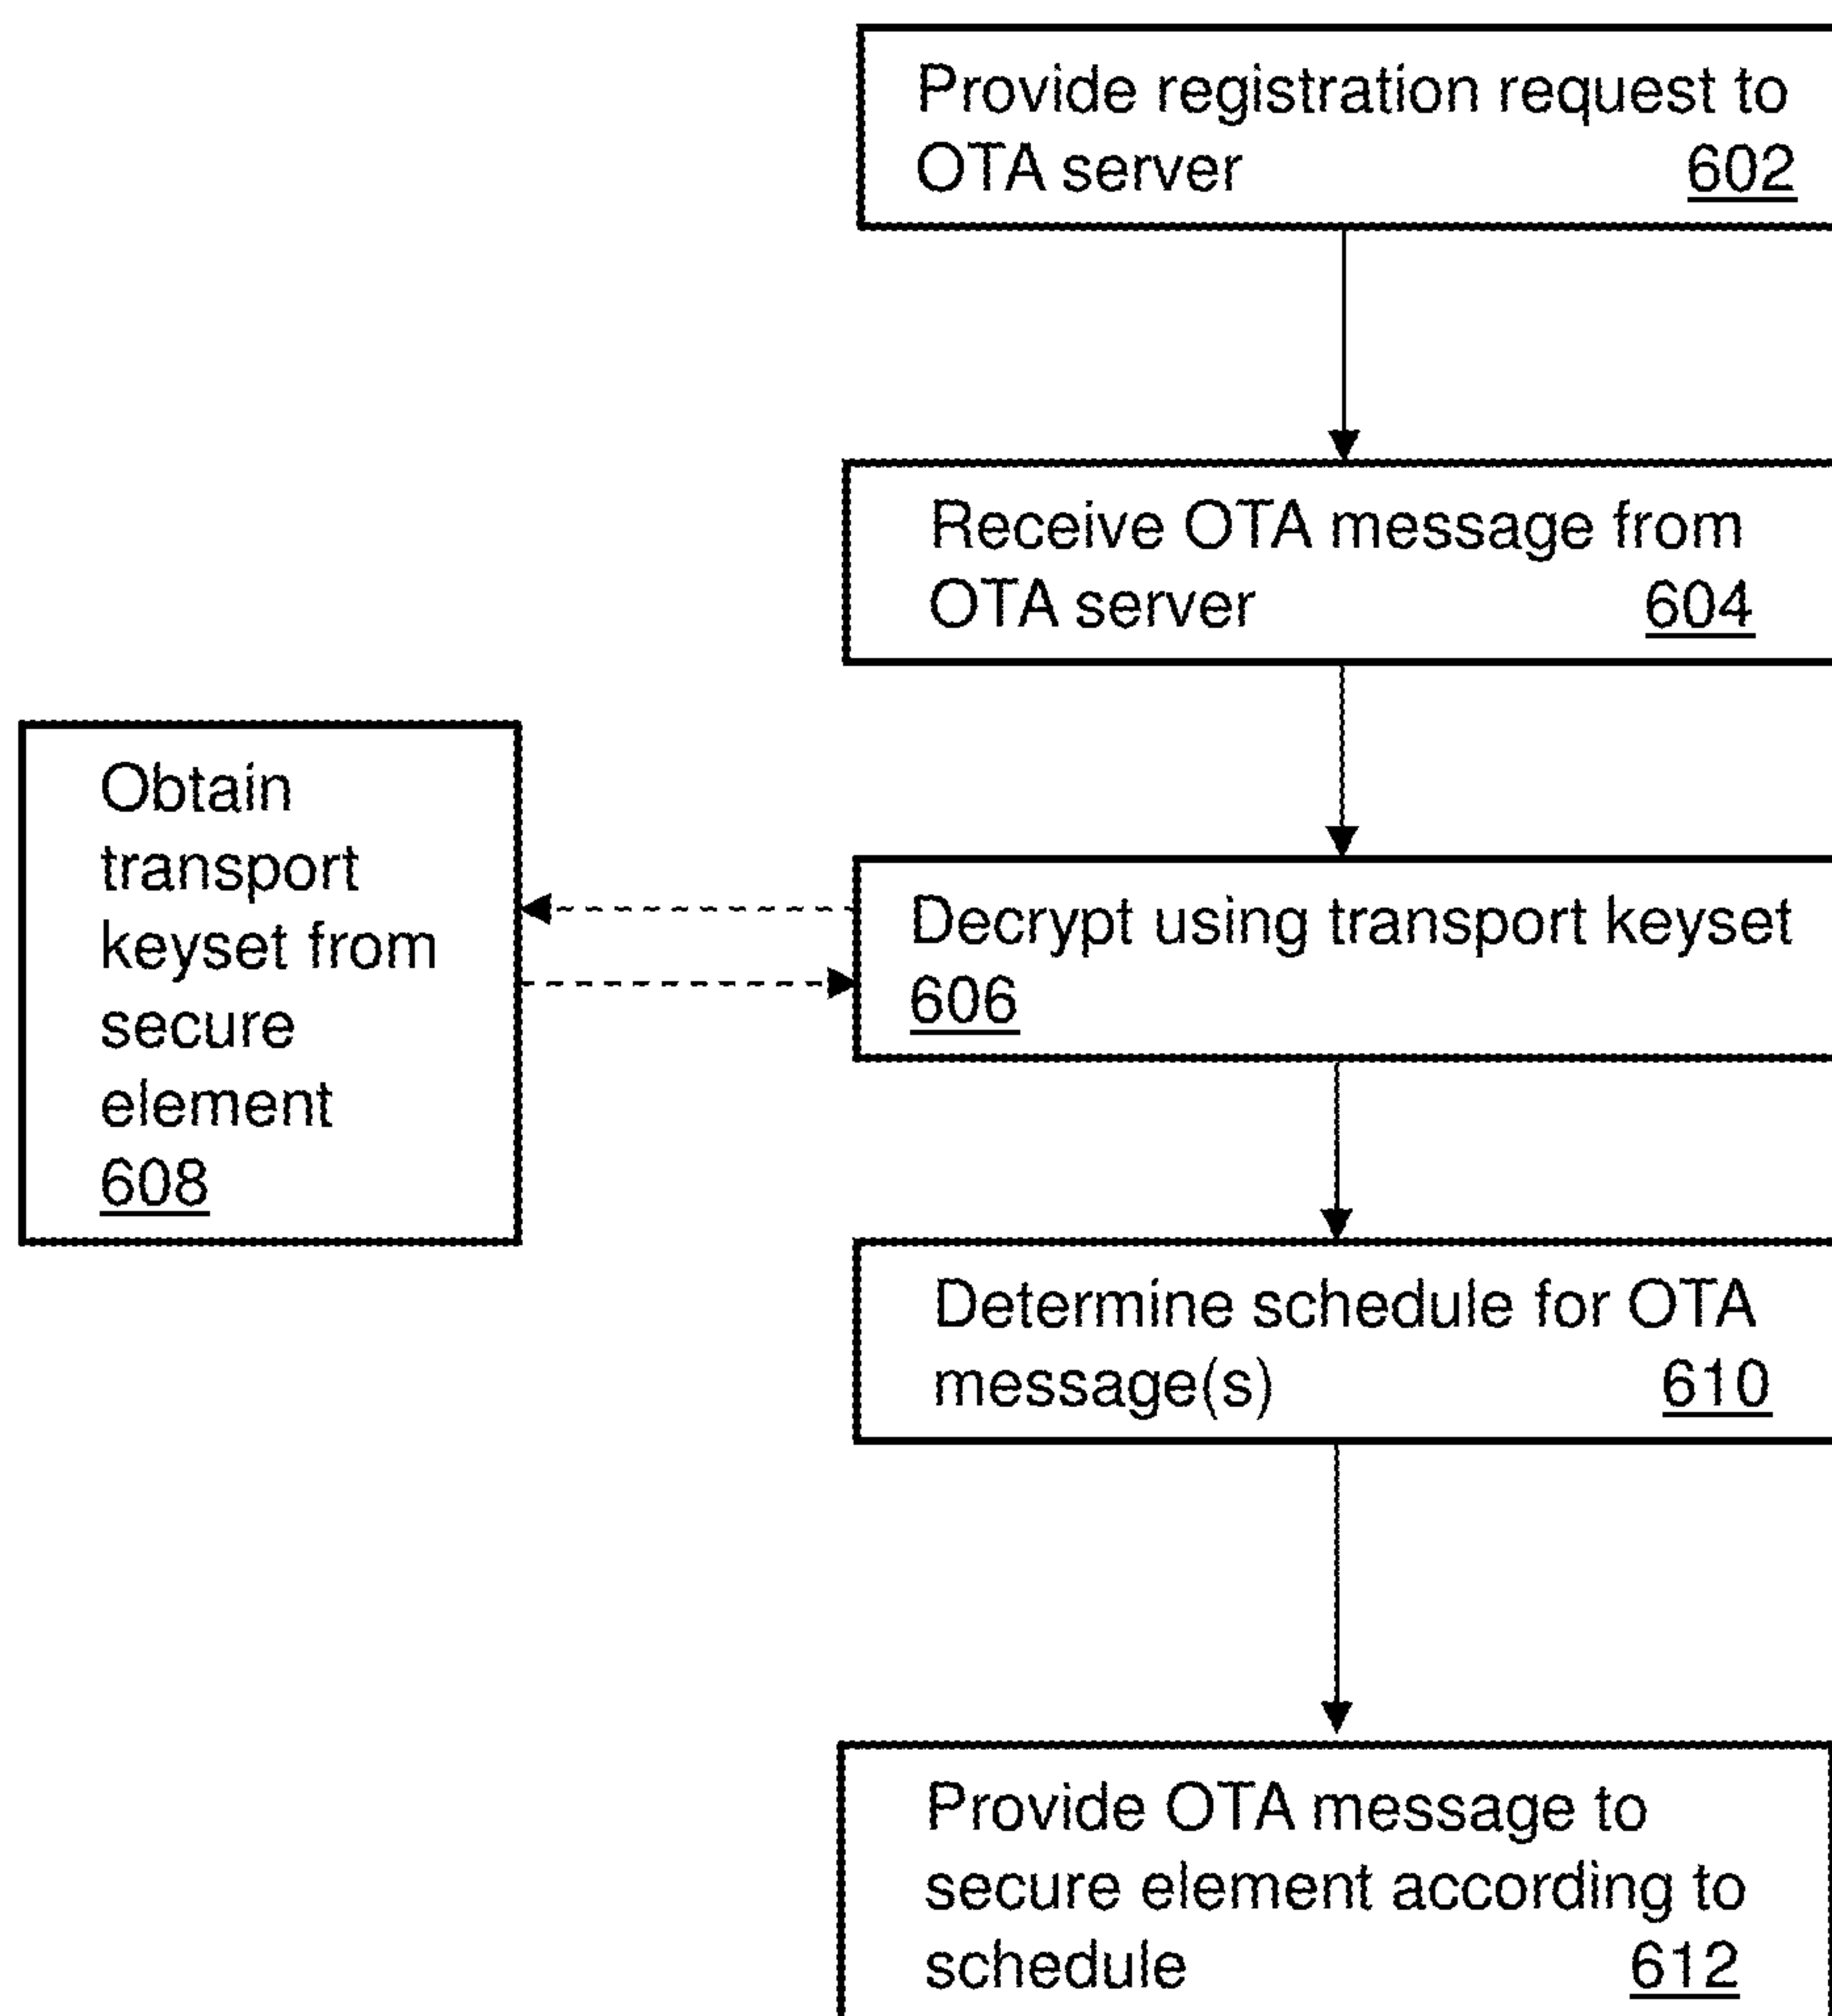 Provide registration request to
OTA server 602
Receive OTA message from
OTA server 604
Obtain
transport
keyset from
secure
element
608
Decrypt using transport keyset
606
Determine schedule for OTA
message(s) 610
Provide OTA message to
secure element according to
schedule 612